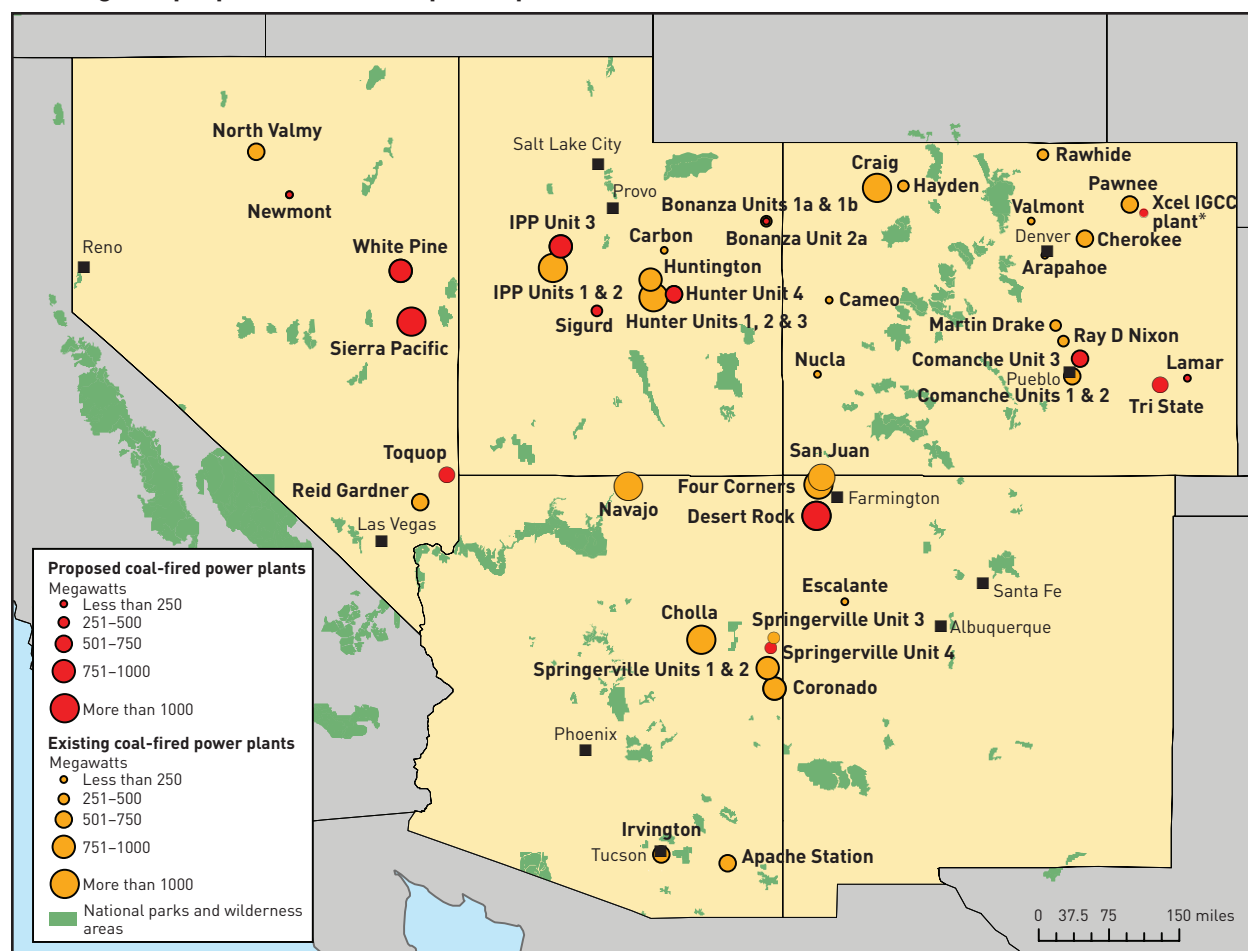 North Valmy
Newmont
Reno
White Pine
Sierra Pacific
Toquop
Reid Gardner
Las Vegas
Salt Lake City
Provo
IPP Unit 3
IPP Units 1 & 2
Sigurd
Carbon
Huntington
Hunter Unit 4
Hunter Units 1, 2 & 3
Bonanza Units 1a & 1b
Bonanza Unit 2a
Craig
Hayden
Rawhide
Pawnee
Xcel IGCC
plant*
Valmont
Denver
Cherokee
Arapahoe
Cameo
Martin Drake
Ray D Nixon
Nucla
Comanche Unit 3
Pueblo
Comanche Units 1 & 2
Lamar
Tri State
San Juan
Four Corners
Farmington
Desert Rock
Navajo
Escalante
Santa Fe
Albuquerque
Cholla
Springerville Unit 3
Springerville Unit 4
Springerville Units 1 & 2
Coronado
Phoenix
Irvington
Tucson
Apache Station
Proposed coal-fired power plants
Megawatts
Less than 250
251–500
501–750
751–1000
More than 1000
Existing coal-fired power plants
Megawatts
Less than 250
251–500
501–750
751–1000
More than 1000
National parks and wilderness
areas
0 37.5 75 150 miles